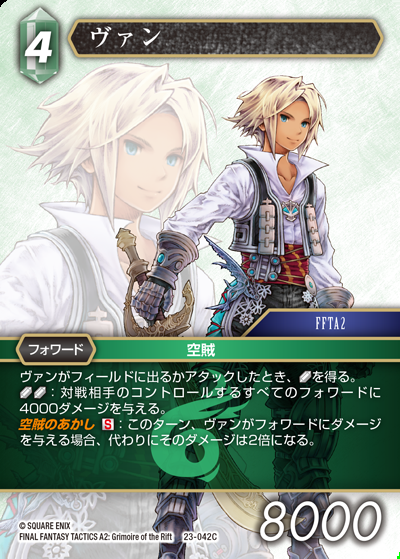 4
ヴァン
FFTA2
フォワード
空賊
ヴァンがフィールドに出るかアタックしたとき、を得る。
：対戦相手のコントロールするすべてのフォワードに
4000ダメージを与える。
空賊のあかし S：このターン、ヴァンがフォワードにダメージ
を与える場合、代わりにそのダメージは2倍になる。
© SQUARE ENIX
FINAL FANTASY TACTICS A2: Grimoire of the Rift
23-042C
8000